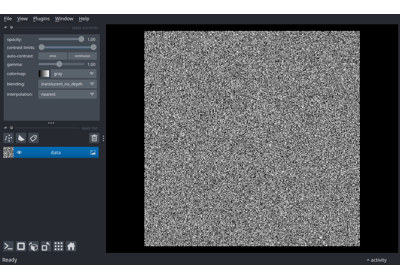 File View Plugins Window Help
opacity: 1.00
contrast limits:
auto-contrast: once continuous
gamma: 1.00
colormap: gray
blending: translucent_no_depth
interpolation: nearest
data
Ready activity